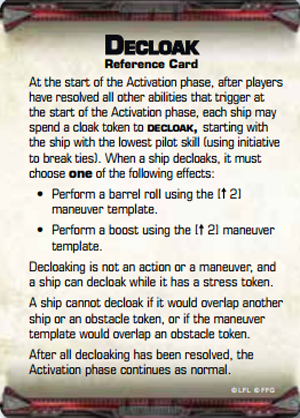 DECLOAK
Reference Card
At the start of the Activation phase, after players
have resolved all other abilities that trigger at
the start of the Activation phase, each ship may
spend a cloak token to DECLOAK, starting with
the ship with the lowest pilot skill (using initiative
to break ties). When a ship decloaks, it must
choose one of the following effects:
• Perform a barrel roll using the [↑ 2]
maneuver template.
• Perform a boost using the [↑ 2] maneuver
template.
Decloaking is not an action or a maneuver, and
a ship can decloak while it has a stress token.
A ship cannot decloak if it would overlap another
ship or an obstacle token, or if the maneuver
template would overlap an obstacle token.
After all decloaking has been resolved, the
Activation phase continues as normal.
©LFL ©FFG